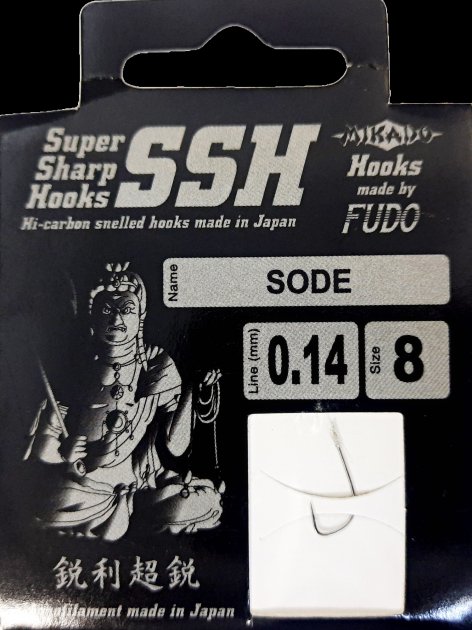 Super
Sharp
Hooks
SSH
Hi-carbon snelled hooks made in Japan
MIKADO
Hooks
made by
FUDO
Name
SODE
Line (mm)
0.14
Size
8
鋭利超鋭
made in Japan